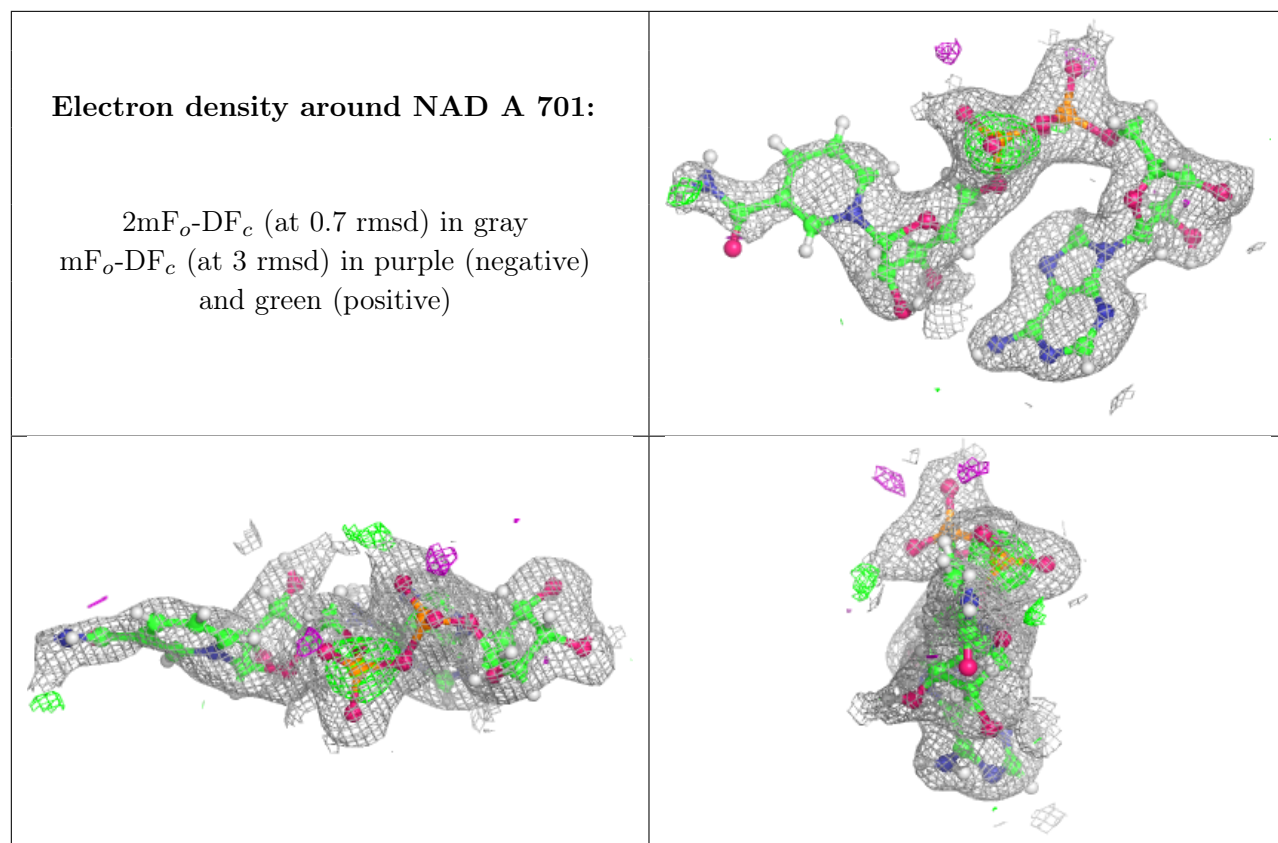 Electron density around NAD A 701:
2mFo-DFc (at 0.7 rmsd) in gray
mFo-DFc (at 3 rmsd) in purple (negative)
and green (positive)